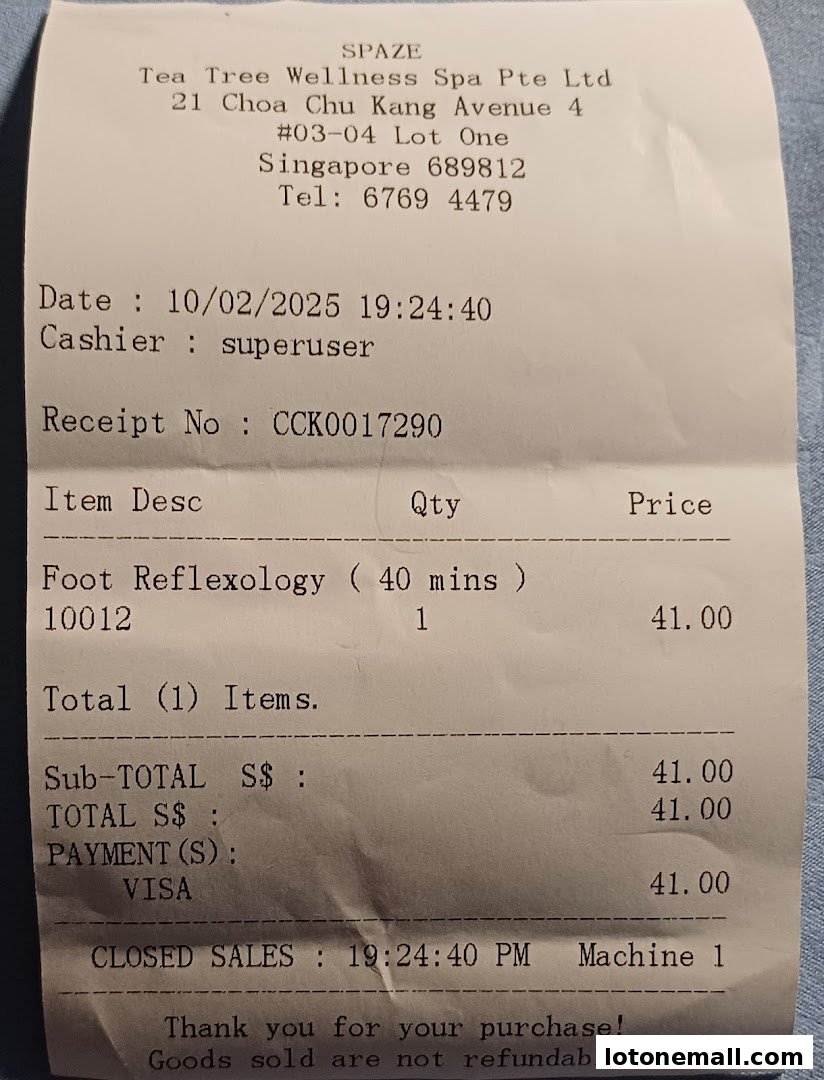 SPAZE
Tea Tree Wellness Spa Pte Ltd
21 Choa Chu Kang Avenue 4
#03-04 Lot One
Singapore 689812
Tel: 6769 4479
Date : 10/02/2025 19:24:40
Cashier : superuser
Receipt No : CCK0017290
Item Desc Qty Price
Foot Reflexology ( 40 mins )
10012 1 41.00
Total (1) Items.
Sub-TOTAL S$ : 41.00
TOTAL S$ : 41.00
PAYMENT(S):
VISA 41.00
CLOSED SALES : 19:24:40 PM Machine 1
Thank you for your purchase!
Goods sold are not
lotonemall.com